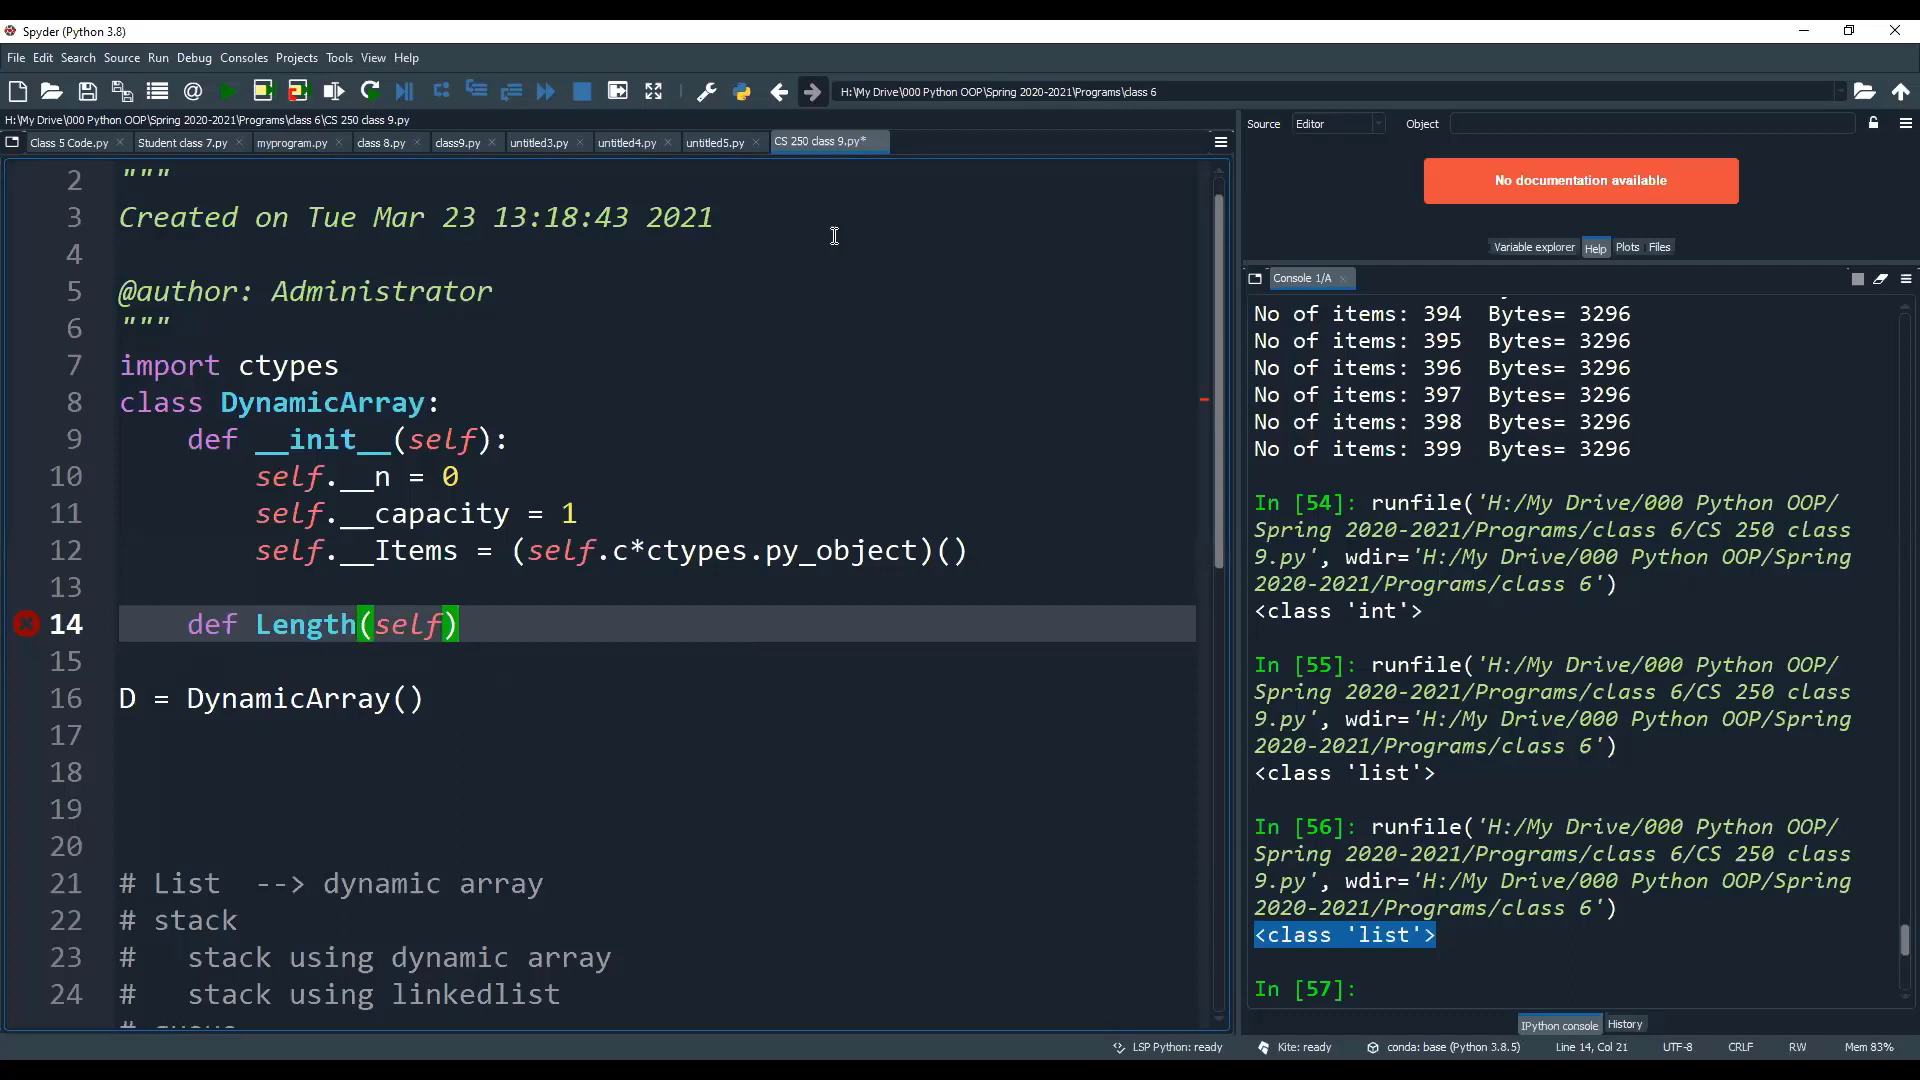 Spyder (Python 3.8)
File Edit Search Source Run Debug Consoles Projects Tools View Help
H:\My Drive\000 Python OOP\Spring 2020-2021\Programs\class 6
H:\My Drive\000 Python OOP\Spring 2020-2021\Programs\class 6\CS 250 class 9.py
Class 5 Code.py Student class 7.py myprogram.py class 8.py class9.py untitled3.py untitled4.py untitled5.py CS 250 class 9.py*
2 """
3 Created on Tue Mar 23 13:18:43 2021
4
5 @author: Administrator
6 """
7 import ctypes
8 class DynamicArray:
9 def __init__(self):
10 self.__n = 0
11 self.__capacity = 1
12 self.__Items = (self.c*ctypes.py_object)()
13
14 def Length(self)
15
16 D = DynamicArray()
17
18
19
20
21 # List --> dynamic array
22 # stack
23 # stack using dynamic array
24 # stack using linkedlist
Source Editor Object
No documentation available
Variable explorer Help Plots Files
Console 1/A
No of items: 394 Bytes= 3296
No of items: 395 Bytes= 3296
No of items: 396 Bytes= 3296
No of items: 397 Bytes= 3296
No of items: 398 Bytes= 3296
No of items: 399 Bytes= 3296
In [54]: runfile('H:/My Drive/000 Python OOP/
Spring 2020-2021/Programs/class 6/CS 250 class
9.py', wdir='H:/My Drive/000 Python OOP/Spring
2020-2021/Programs/class 6')
<class 'int'>
In [55]: runfile('H:/My Drive/000 Python OOP/
Spring 2020-2021/Programs/class 6/CS 250 class
9.py', wdir='H:/My Drive/000 Python OOP/Spring
2020-2021/Programs/class 6')
<class 'list'>
In [56]: runfile('H:/My Drive/000 Python OOP/
Spring 2020-2021/Programs/class 6/CS 250 class
9.py', wdir='H:/My Drive/000 Python OOP/Spring
2020-2021/Programs/class 6')
<class 'list'>
In [57]:
IPython console History
LSP Python: ready Kite: ready conda: base (Python 3.8.5) Line 14, Col 21 UTF-8 CRLF RW Mem 83%